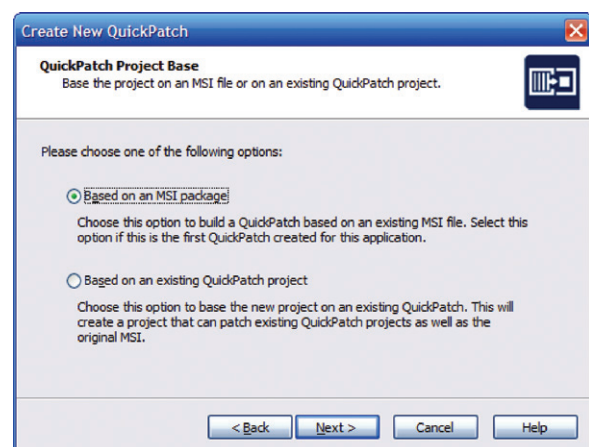 Create New QuickPatch
QuickPatch Project Base
Base the project on an MSI file or on an existing QuickPatch project.
Please choose one of the following options:
Based on an MSI package
Choose this option to build a QuickPatch based on an existing MSI file. Select this
option if this is the first QuickPatch created for this application.
Based on an existing QuickPatch project
Choose this option to base the new project on an existing QuickPatch. This will
create a project that can patch existing QuickPatch projects as well as the
original MSI.
< Back Next > Cancel Help